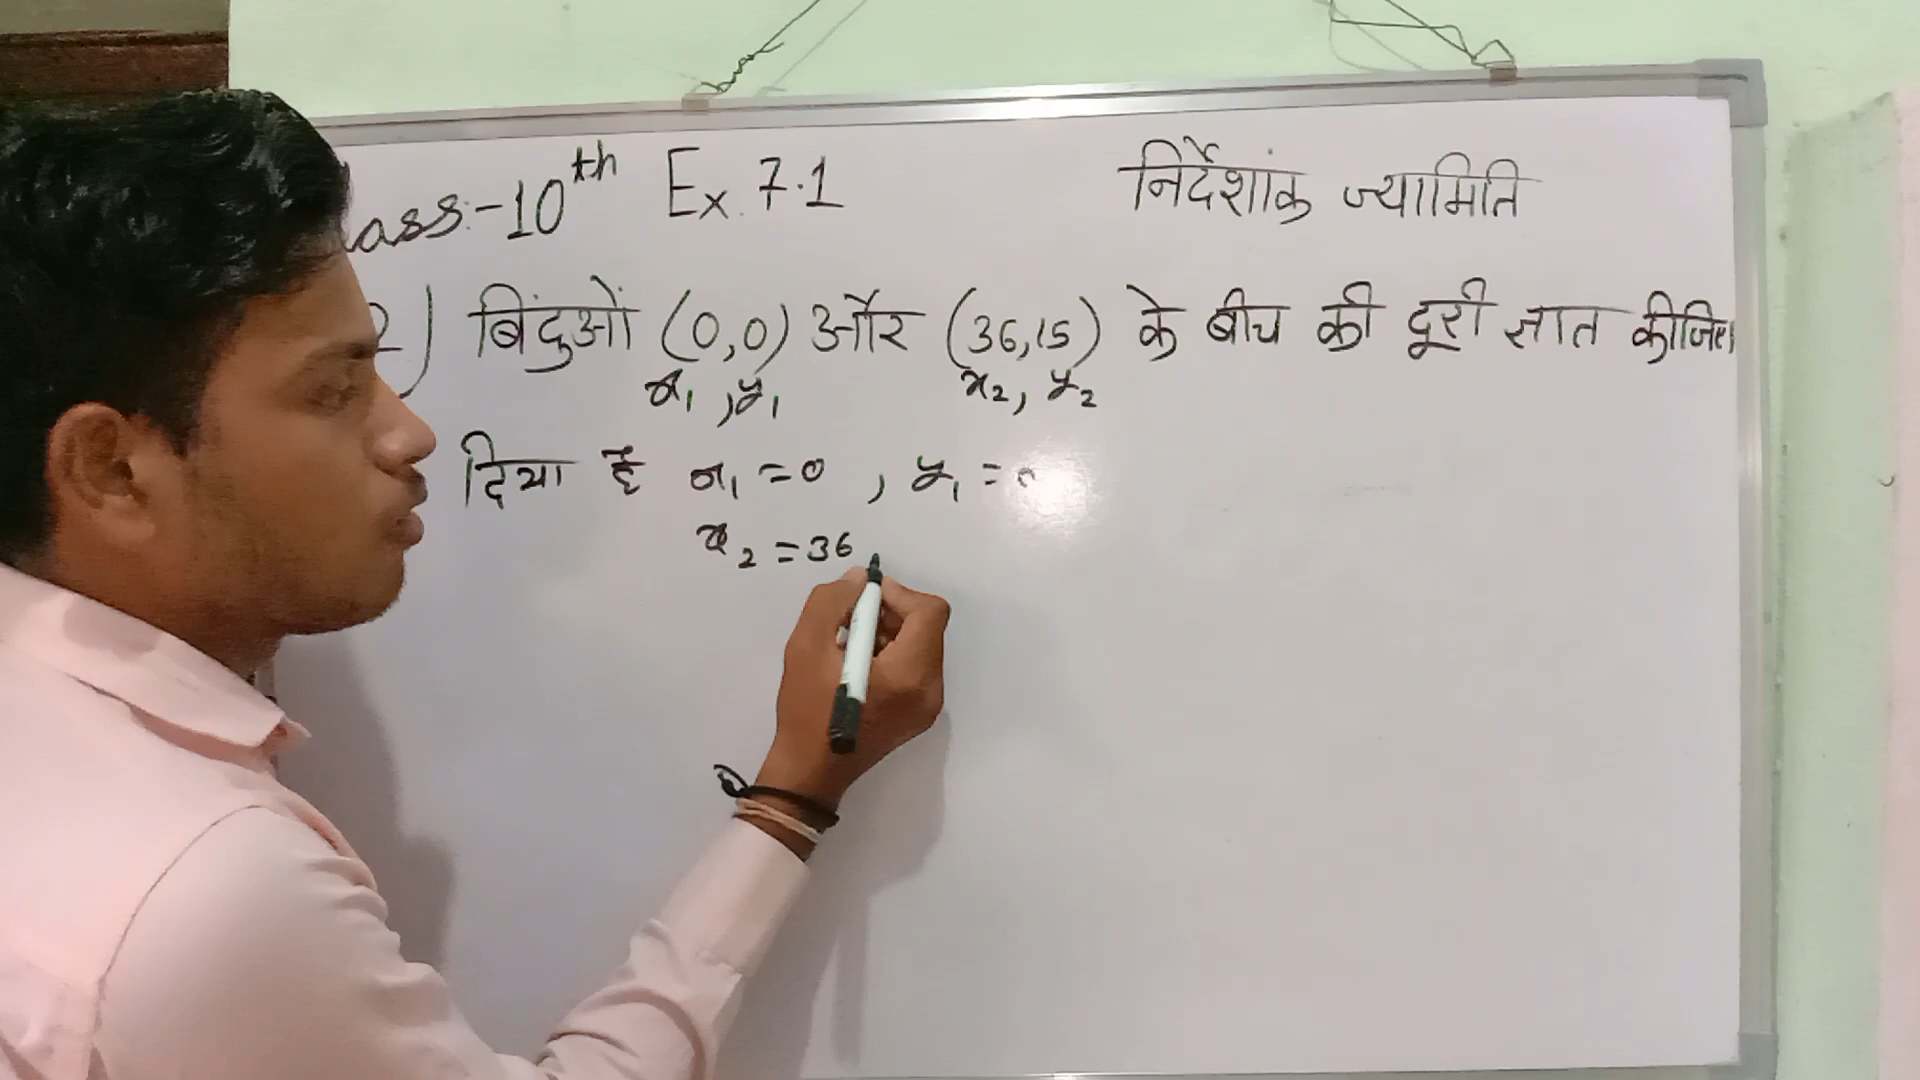 ass:-10th Ex. 7.1 निर्देशांक ज्यामिति
2) बिंदुओं (0,0) और (36,15) के बीच की दूरी ज्ञात कीजिए।
x₁ , y₁ x₂, y₂
दिया है x₁ = 0 , y₁ = 0
x₂ = 36